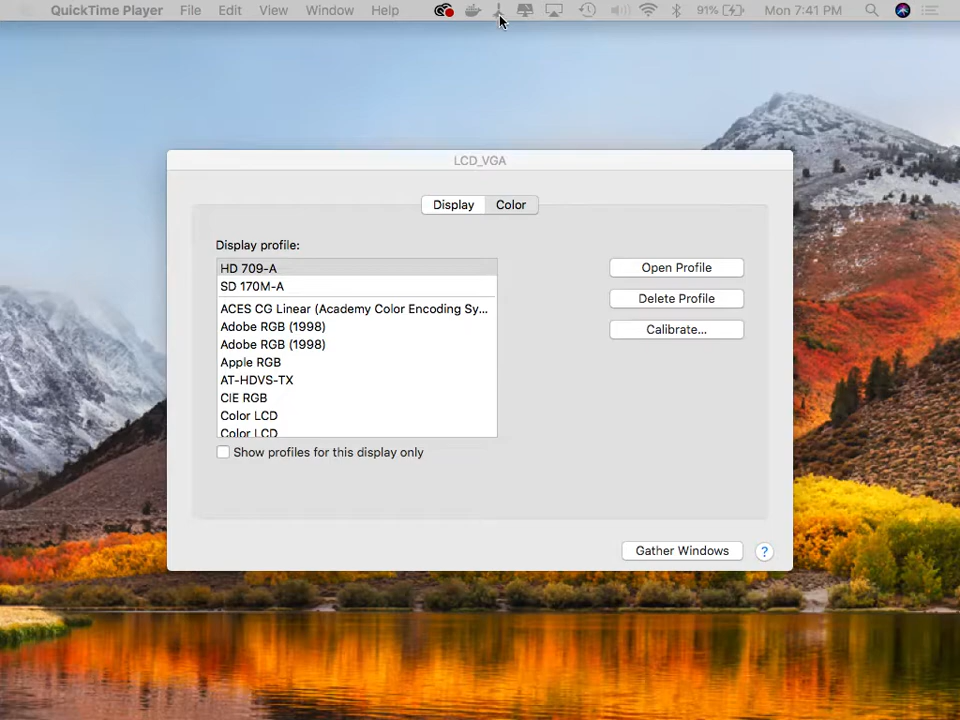 QuickTime Player File Edit View Window Help 91% Mon 7:41 PM
LCD_VGA
Display Color
Display profile:
HD 709-A
SD 170M-A
ACES CG Linear (Academy Color Encoding Sy...
Adobe RGB (1998)
Adobe RGB (1998)
Apple RGB
AT-HDVS-TX
CIE RGB
Color LCD
Color LCD
Open Profile
Delete Profile
Calibrate...
Show profiles for this display only
Gather Windows ?